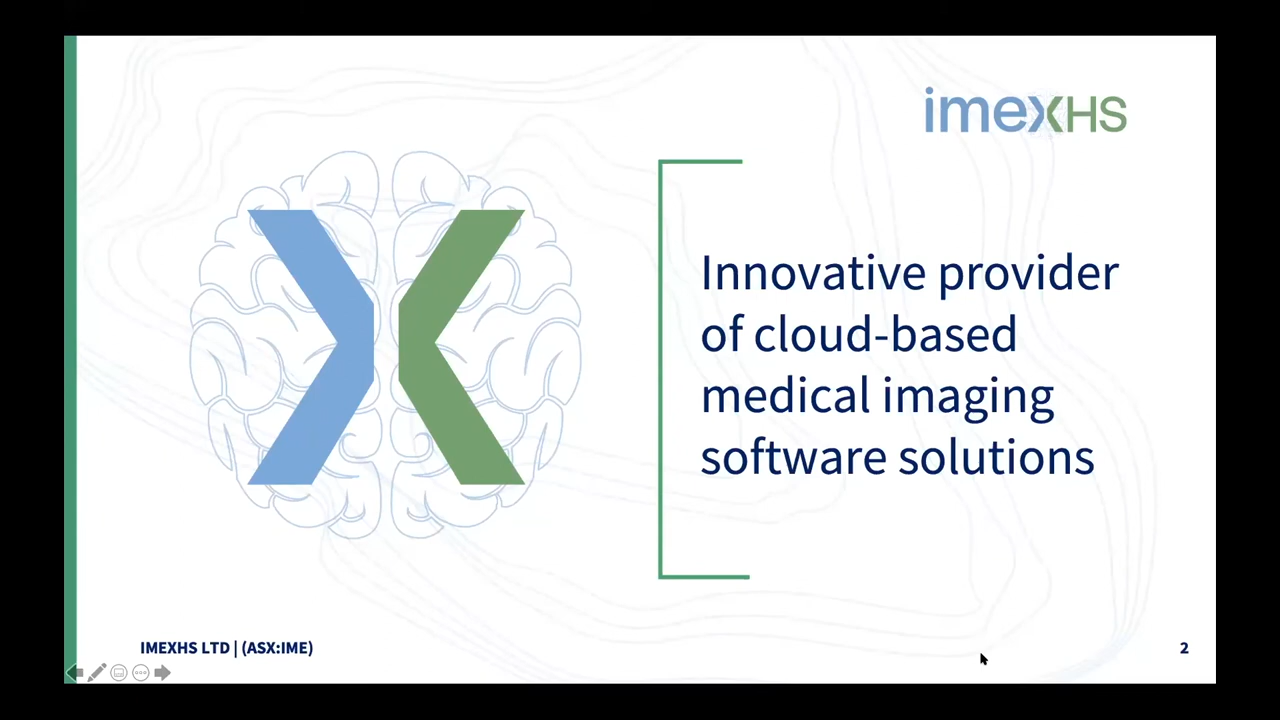 imexHS
Innovative provider
of cloud-based
medical imaging
software solutions
IMEXHS LTD | (ASX:IME)
2